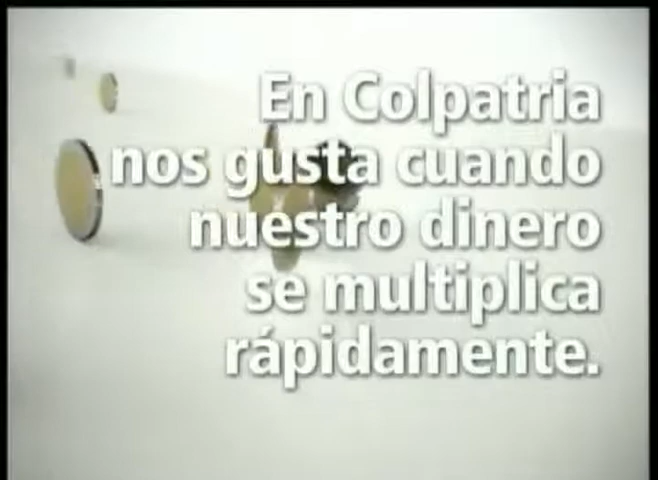 En Colpatria
nos gusta cuando
nuestro dinero
se multiplica
rápidamente.